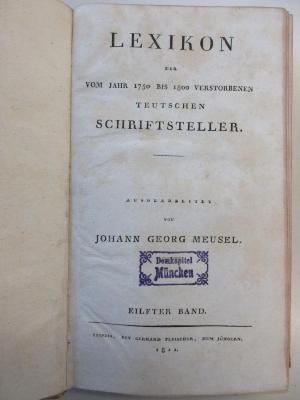 LEXIKON
DER
VOM JAHR 1750 BIS 1800 VERSTORBENEN
TEUTSCHEN
SCHRIFTSTELLER.
AUSGEARBEITET
VON
JOHANN GEORG MEUSEL.
Domkapitel
München
EILFTER BAND.
LEIPZIG, BEY GERHARD FLEISCHER, DEM JÜNGERN,
1811.